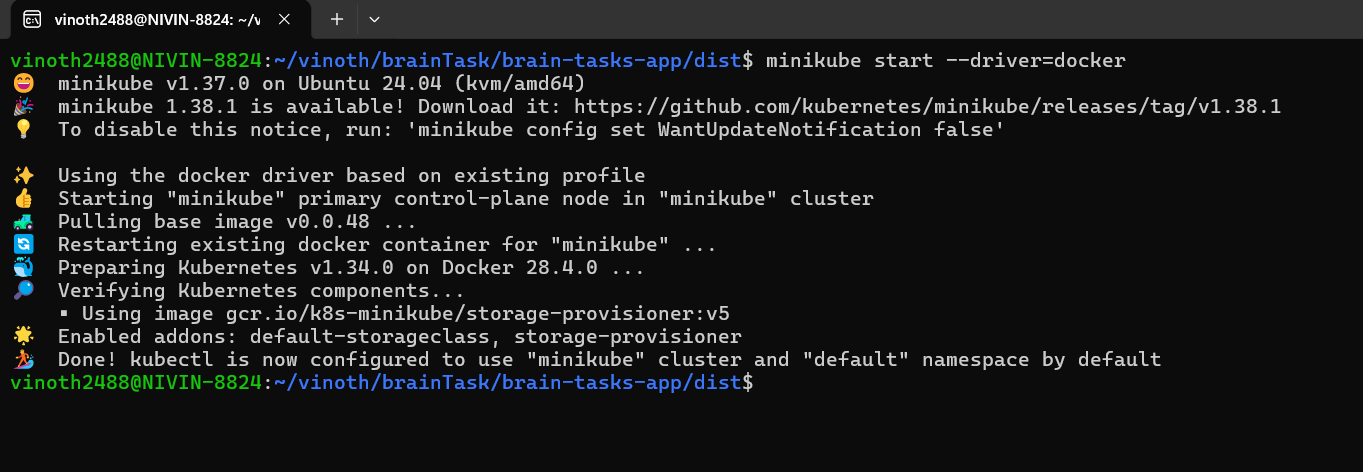 vinoth2488@NIVIN-8824: ~/v
vinoth2488@NIVIN-8824:~/vinoth/brainTask/brain-tasks-app/dist$ minikube start --driver=docker
😄 minikube v1.37.0 on Ubuntu 24.04 (kvm/amd64)
🎉 minikube 1.38.1 is available! Download it: https://github.com/kubernetes/minikube/releases/tag/v1.38.1
💡 To disable this notice, run: 'minikube config set WantUpdateNotification false'
✨ Using the docker driver based on existing profile
👍 Starting "minikube" primary control-plane node in "minikube" cluster
🚜 Pulling base image v0.0.48 ...
🔄 Restarting existing docker container for "minikube" ...
🐳 Preparing Kubernetes v1.34.0 on Docker 28.4.0 ...
🔎 Verifying Kubernetes components...
▪ Using image gcr.io/k8s-minikube/storage-provisioner:v5
🌟 Enabled addons: default-storageclass, storage-provisioner
🏄 Done! kubectl is now configured to use "minikube" cluster and "default" namespace by default
vinoth2488@NIVIN-8824:~/vinoth/brainTask/brain-tasks-app/dist$